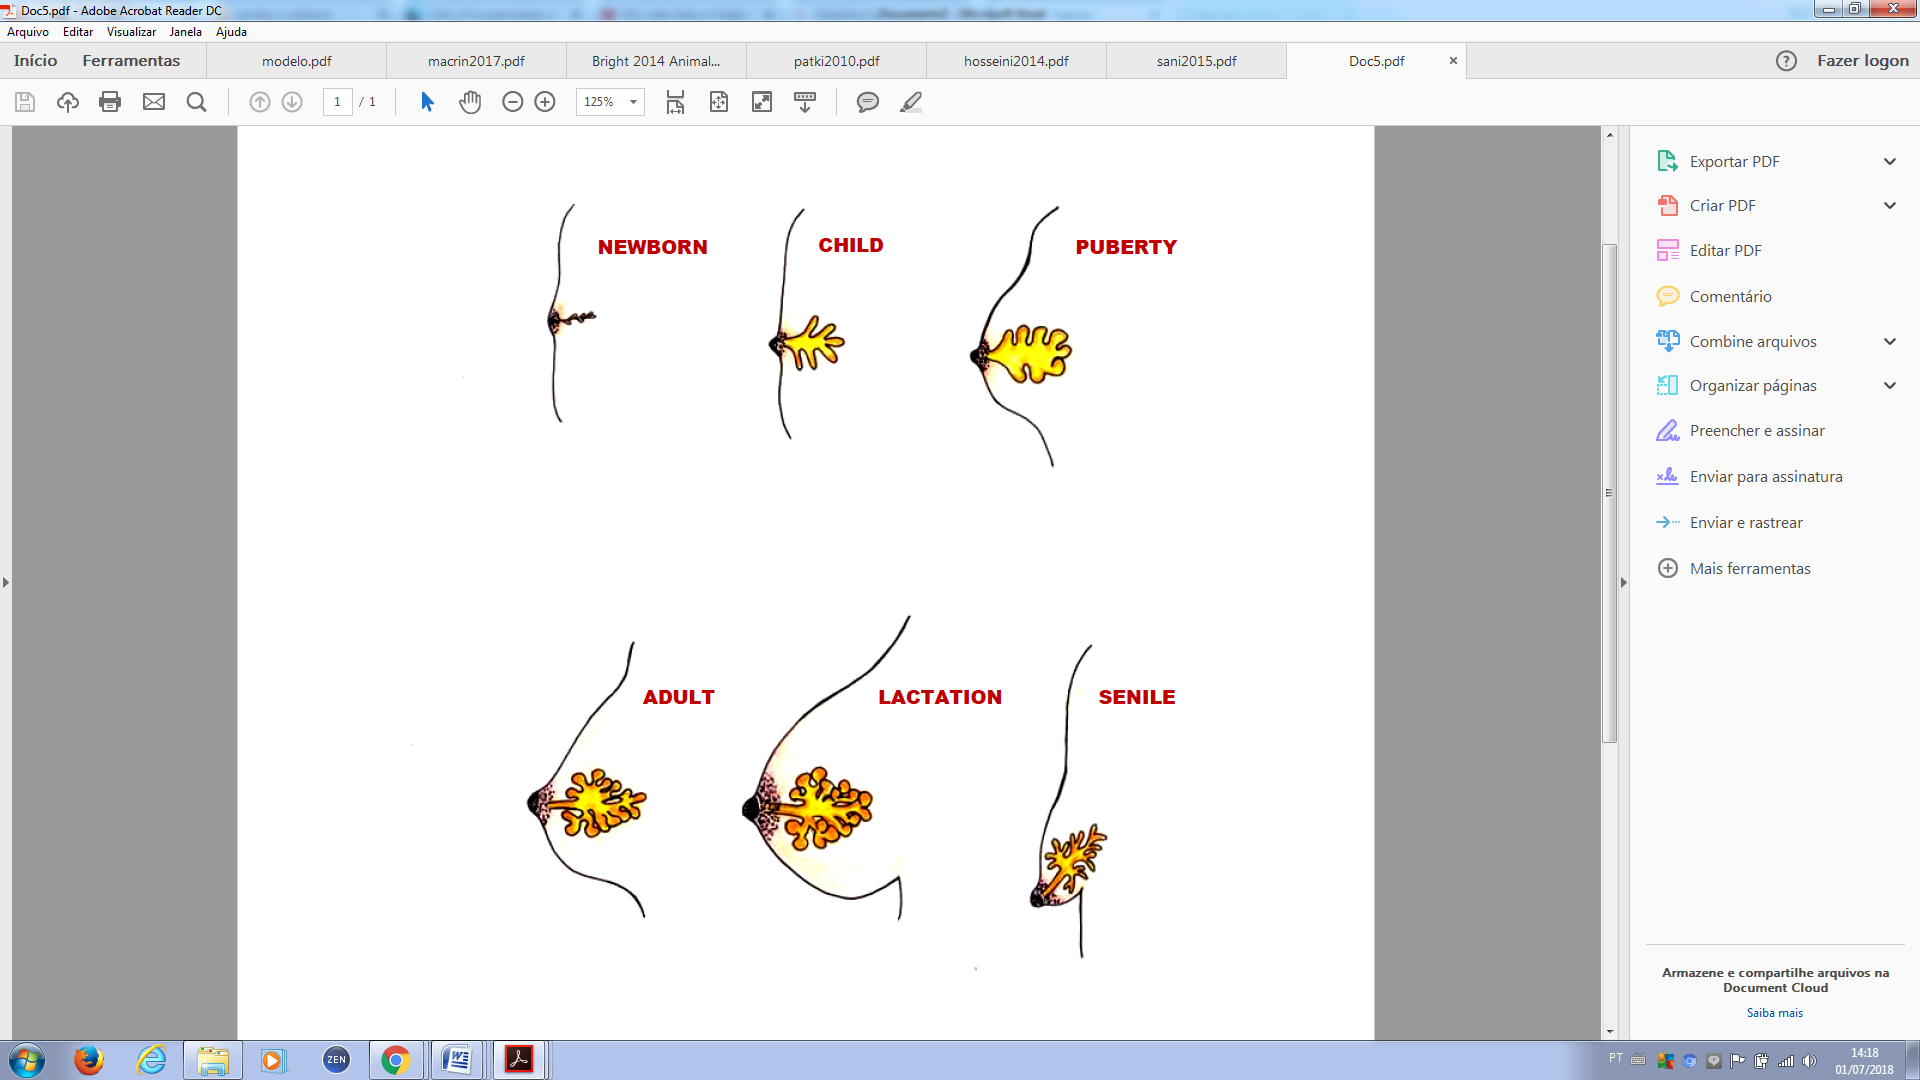 Doc5.pdf - Adobe Acrobat Reader DC
Arquivo Editar Visualizar Janela Ajuda
Início Ferramentas modelo.pdf macrin2017.pdf Bright 2014 Animal... patki2010.pdf hosseini2014.pdf sani2015.pdf Doc5.pdf Fazer logon
1 / 1 125%
NEWBORN CHILD PUBERTY
ADULT LACTATION SENILE
Exportar PDF
Criar PDF
Editar PDF
Comentário
Combine arquivos
Organizar páginas
Preencher e assinar
Enviar para assinatura
Enviar e rastrear
Mais ferramentas
Armazene e compartilhe arquivos na
Document Cloud
Saiba mais
ZEN
PT
14:18
01/07/2018